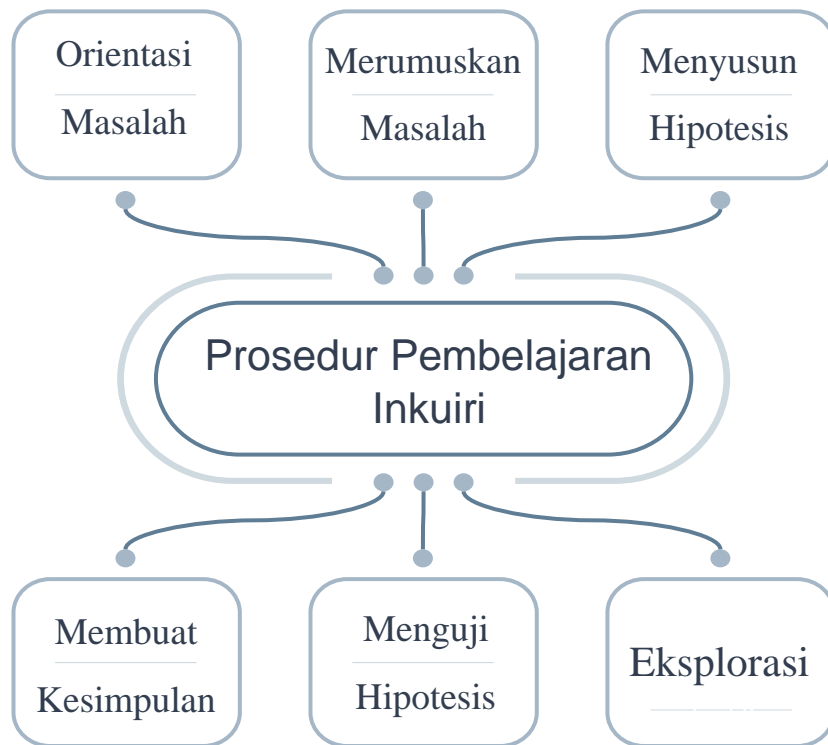 Orientasi
Masalah
Merumuskan
Masalah
Menyusun
Hipotesis
Prosedur Pembelajaran
Inkuiri
Membuat
Kesimpulan
Menguji
Hipotesis
Eksplorasi